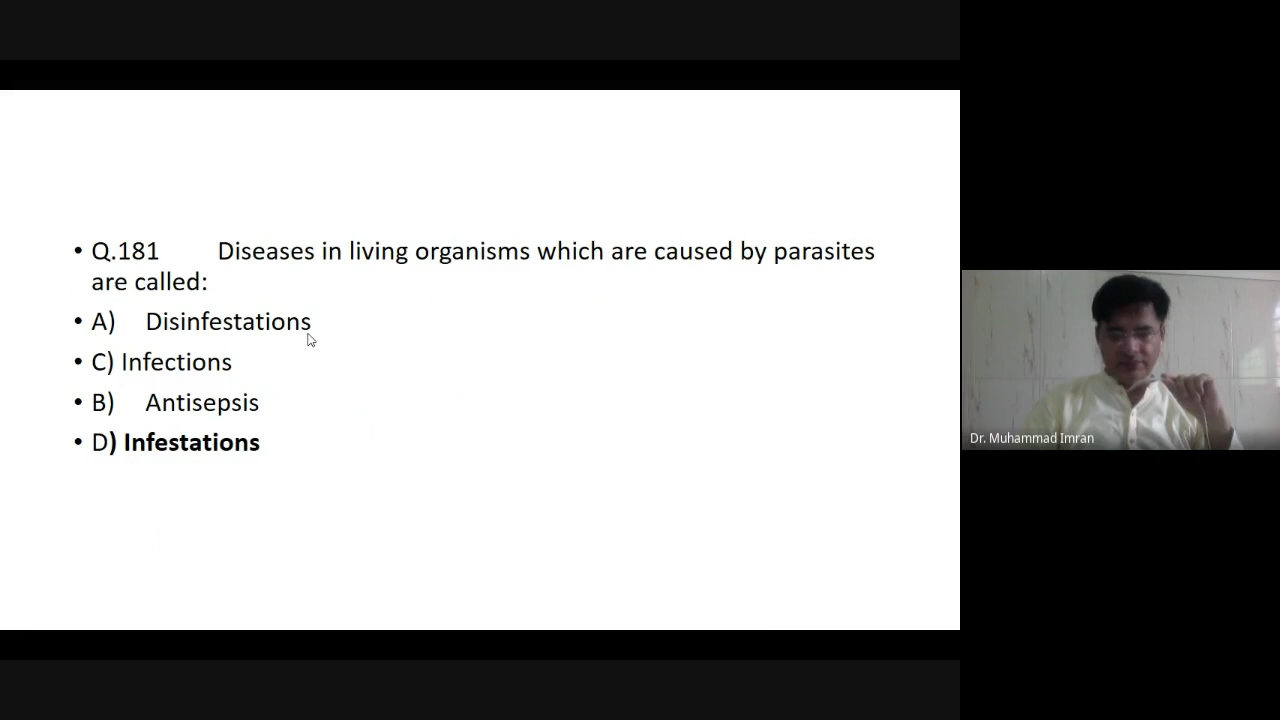 • Q.181 Diseases in living organisms which are caused by parasites
are called:
• A) Disinfestations
• C) Infections
• B) Antisepsis
• D) Infestations
Dr. Muhammad Imran